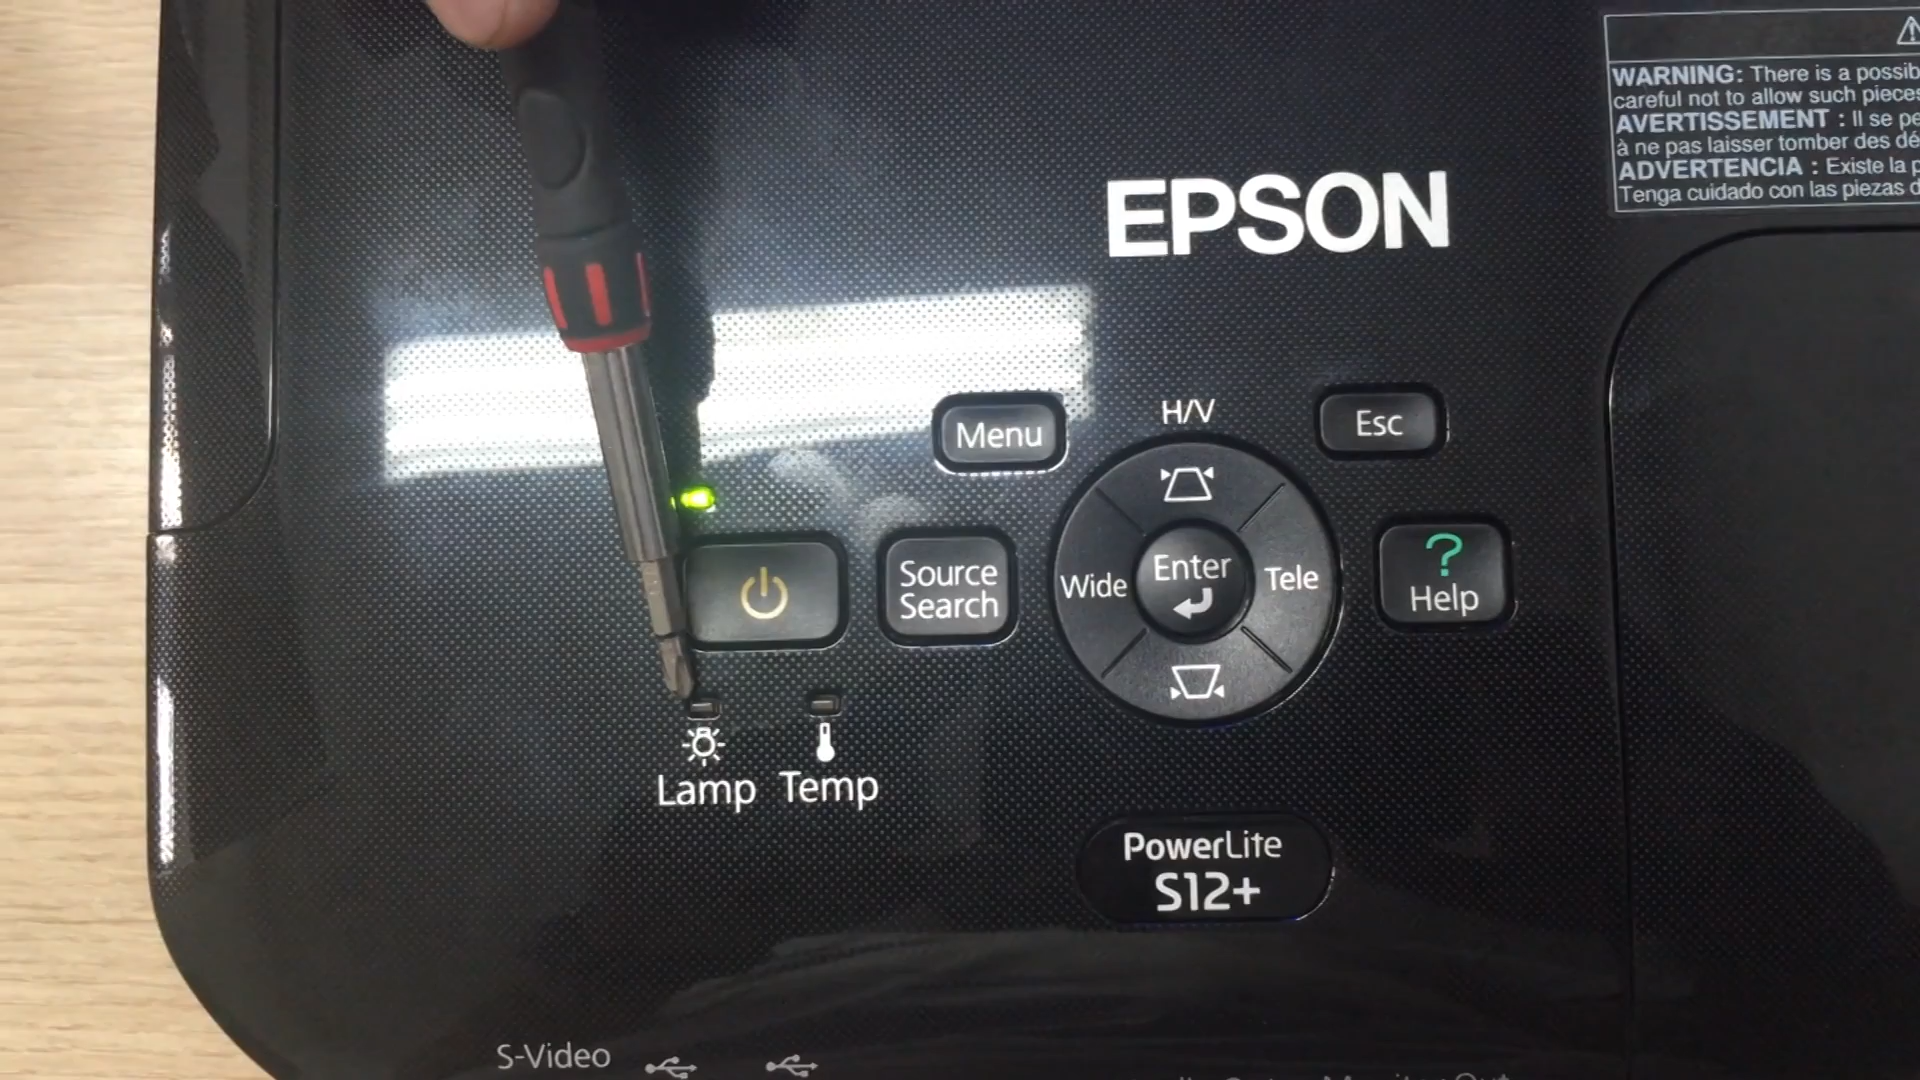 WARNING: There is a possib
careful not to allow such pieces
AVERTISSEMENT : Il se pe
à ne pas laisser tomber des dé
ADVERTENCIA : Existe la p
Tenga cuidado con las piezas d
EPSON
H/V
Menu
Esc
Source
Search
Wide
Enter
Tele
?
Help
Lamp
Temp
PowerLite
S12+
S-Video